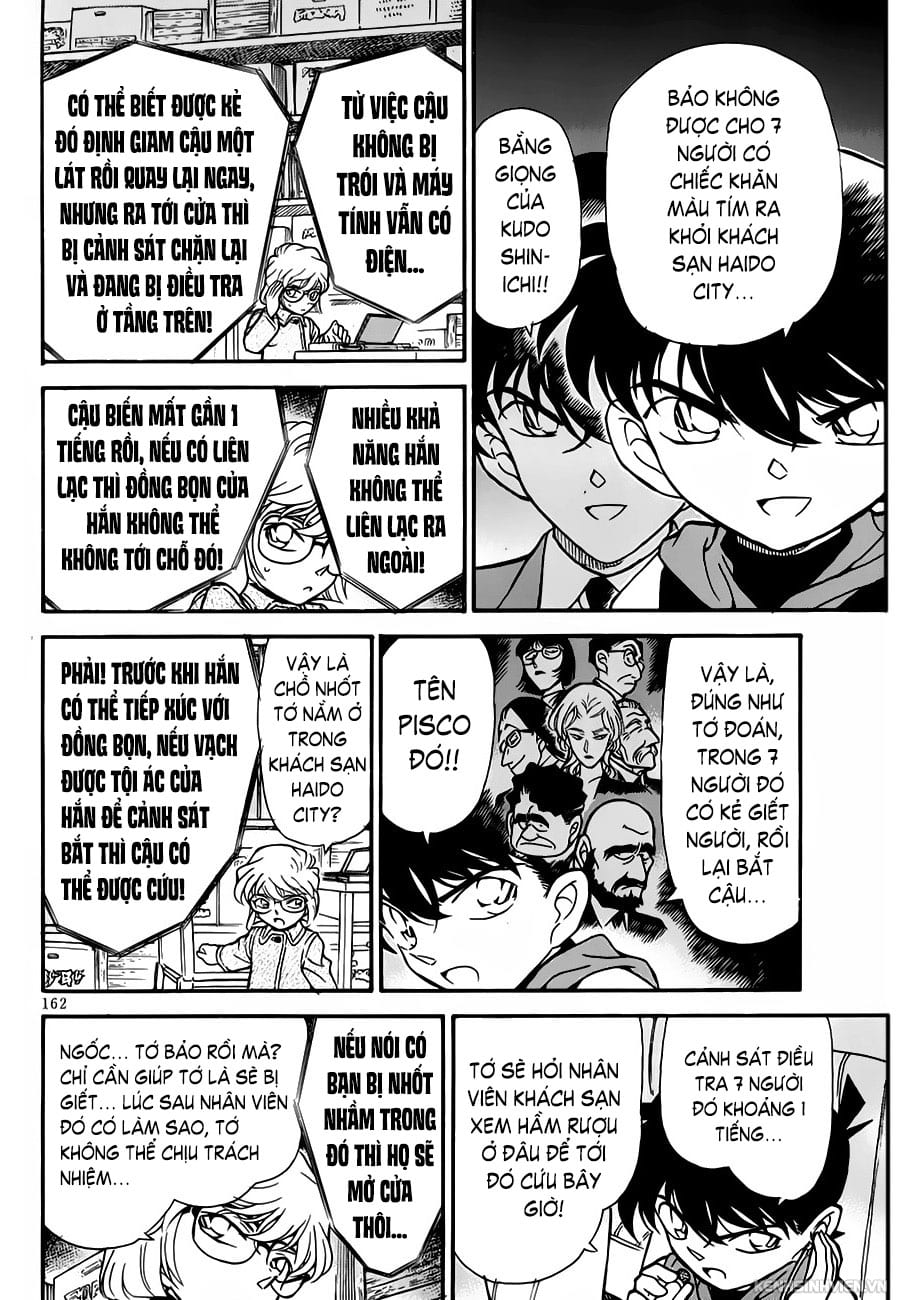 BẢO KHÔNG
ĐƯỢC CHO 7
NGƯỜI CÓ
CHIẾC KHĂN
MÀU TÍM RA
KHỎI KHÁCH
SẠN HAIDO
CITY...
BẰNG
GIỌNG
CỦA
KUDO
SHIN-
ICHI!!
TỪ VIỆC CẬU
KHÔNG BỊ
TRÓI VÀ MÁY
TÍNH VẪN CÓ
ĐIỆN...
CÓ THỂ BIẾT ĐƯỢC KẺ
ĐÓ ĐỊNH GIAM CẬU MỘT
LÁT RỒI QUAY LẠI NGAY,
NHƯNG RA TỚI CỬA THÌ
BỊ CẢNH SÁT CHẶN LẠI
VÀ ĐANG BỊ ĐIỀU TRA
Ở TẦNG TRÊN!
NHIỀU KHẢ
NĂNG HẮN
KHÔNG THỂ
LIÊN LẠC RA
NGOÀI!
CẬU BIẾN MẤT GẦN 1
TIẾNG RỒI, NẾU CÓ LIÊN
LẠC THÌ ĐỒNG BỌN CỦA
HẮN KHÔNG THỂ
KHÔNG TỚI CHỖ ĐÓ!
VẬY LÀ,
ĐÚNG NHƯ
TỚ ĐOÁN,
TRONG 7
NGƯỜI ĐÓ
CÓ KẺ GIẾT
NGƯỜI, RỒI
LẠI BẮT
CẬU...
TÊN
PISCO
ĐÓ!!
VẬY LÀ
CHỖ NHỐT
TỚ NẰM Ở
TRONG
KHÁCH SẠN
HAIDO
CITY?
PHẢI! TRƯỚC KHI HẮN
CÓ THỂ TIẾP XÚC VỚI
ĐỒNG BỌN, NẾU VẠCH
ĐƯỢC TỘI ÁC CỦA
HẮN ĐỂ CẢNH SÁT
BẮT THÌ CẬU CÓ
THỂ ĐƯỢC CỨU!
162
CẢNH SÁT ĐIỀU
TRA 7 NGƯỜI
ĐÓ KHOẢNG 1
TIẾNG...
TỚ SẼ HỎI NHÂN
VIÊN KHÁCH SẠN
XEM HẦM RƯỢU
Ở ĐÂU ĐỂ TỚI
ĐÓ CỨU BÂY
GIỜ!
NẾU NÓI CÓ
BẠN BỊ NHỐT
NHẦM TRONG
ĐÓ THÌ HỌ SẼ
MỞ CỬA
THÔI...
NGỐC... TỚ BẢO RỒI MÀ?
CHỈ CẦN GIÚP TỚ LÀ SẼ BỊ
GIẾT... LÚC SAU NHÂN VIÊN
ĐÓ CÓ LÀM SAO, TỚ
KHÔNG THỂ CHỊU TRÁCH
NHIỆM...
KENHSINHVIEN.VN